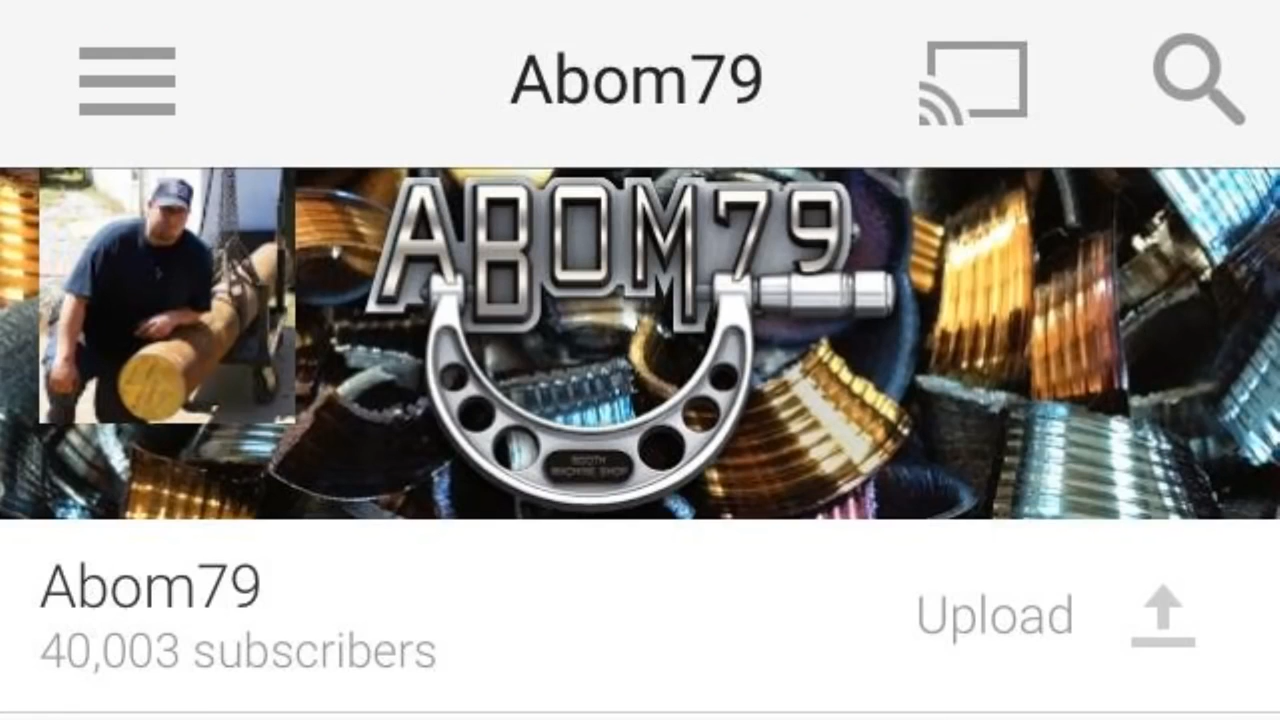 Abom79
ABOM79
BOOTH
MACHINE SHOP
Abom79
40,003 subscribers
Upload